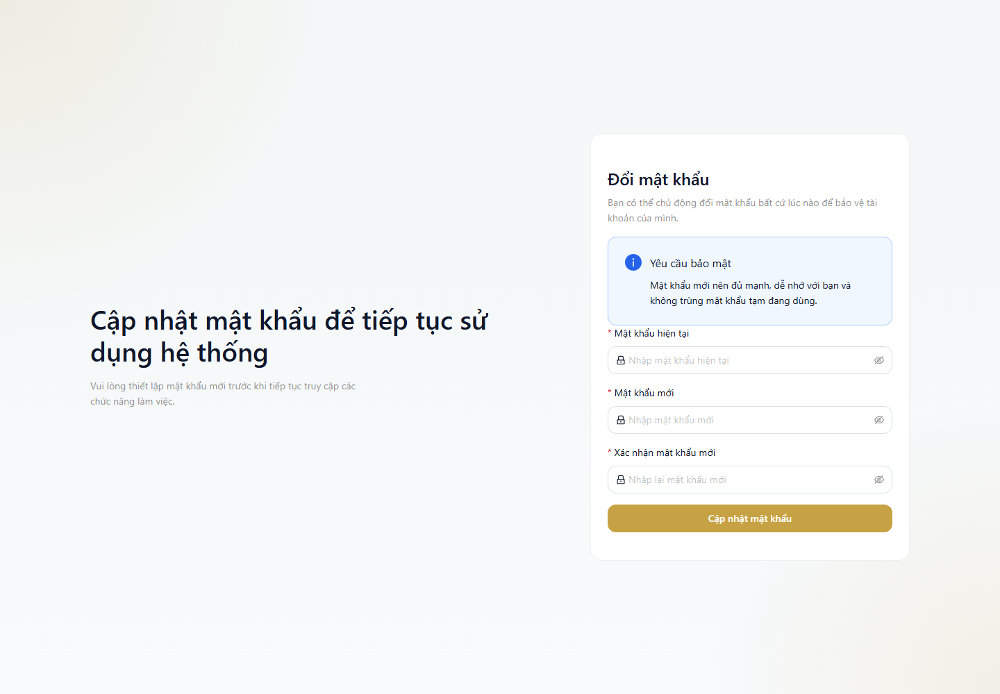 Cập nhật mật khẩu để tiếp tục sử
dụng hệ thống
Vui lòng thiết lập mật khẩu mới trước khi tiếp tục truy cập các
chức năng làm việc.
Đổi mật khẩu
Bạn có thể chủ động đổi mật khẩu bất cứ lúc nào để bảo vệ tài
khoản của mình.
Yêu cầu bảo mật
Mật khẩu mới nên đủ mạnh, dễ nhớ với bạn và
không trùng mật khẩu tạm đang dùng.
* Mật khẩu hiện tại
Nhập mật khẩu hiện tại
* Mật khẩu mới
Nhập mật khẩu mới
* Xác nhận mật khẩu mới
Nhập lại mật khẩu mới
Cập nhật mật khẩu